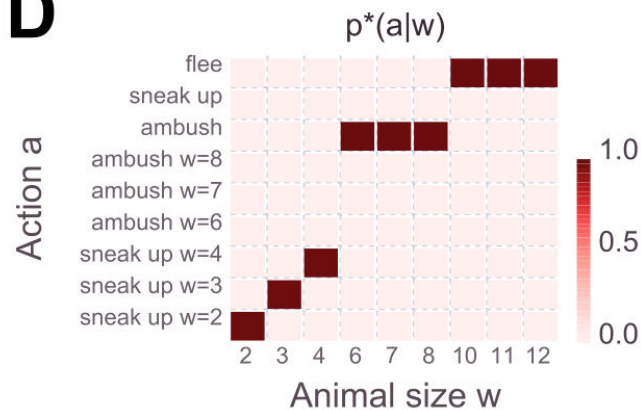 D
p*(a|w)
Action a
flee
sneak up
ambush
ambush w=8
ambush w=7
ambush w=6
sneak up w=4
sneak up w=3
sneak up w=2
2 3 4 6 7 8 10 11 12
Animal size w
1.0
0.5
0.0